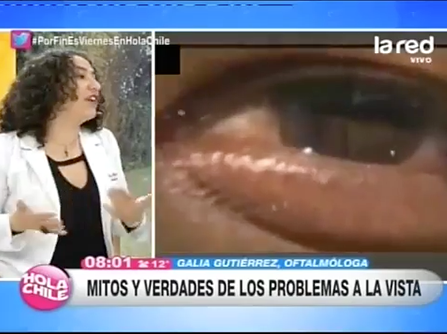 #PorFinEsViernesEnHolaChile
la red
VIVO
08:01 12°
GALIA GUTIÉRREZ, OFTALMÓLOGA
HOLA
CHILE
MITOS Y VERDADES DE LOS PROBLEMAS A LA VISTA